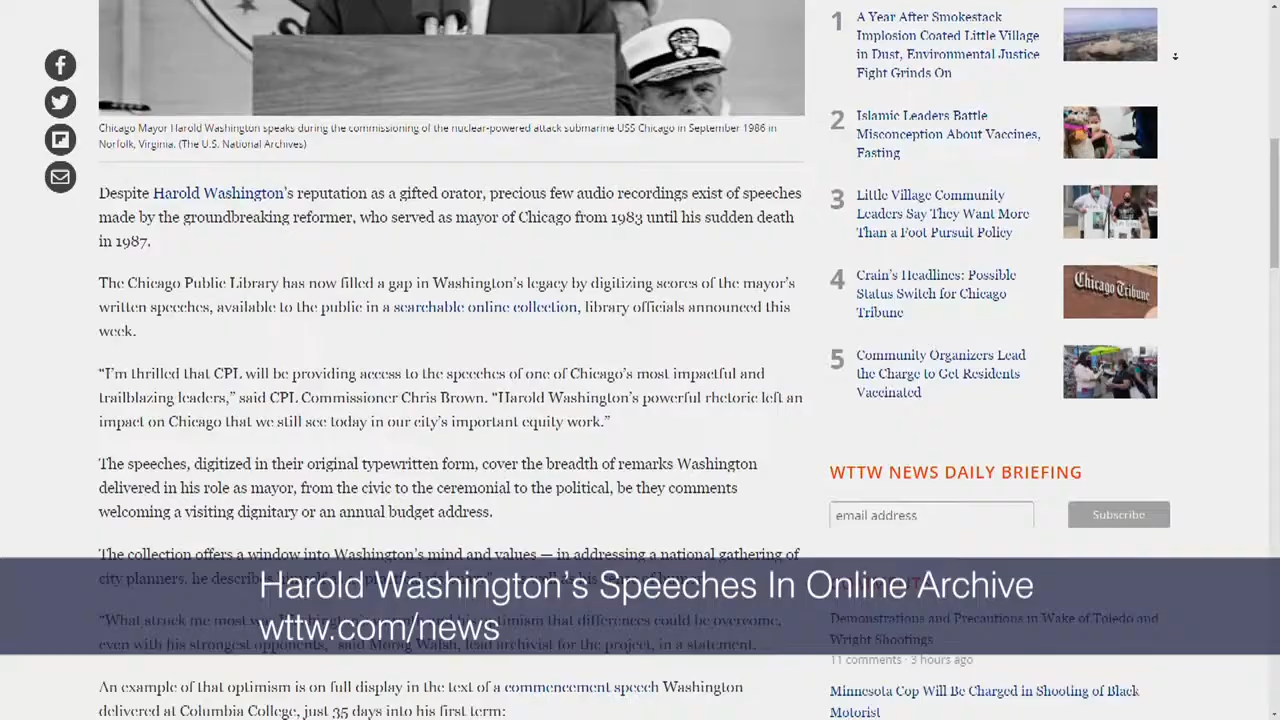 Chicago Mayor Harold Washington speaks during the commissioning of the nuclear-powered attack submarine USS Chicago in September 1986 in
Norfolk, Virginia. (The U.S. National Archives)
Despite Harold Washington's reputation as a gifted orator, precious few audio recordings exist of speeches
made by the groundbreaking reformer, who served as mayor of Chicago from 1983 until his sudden death
in 1987.
The Chicago Public Library has now filled a gap in Washington's legacy by digitizing scores of the mayor's
written speeches, available to the public in a searchable online collection, library officials announced this
week.
“I'm thrilled that CPL will be providing access to the speeches of one of Chicago's most impactful and
trailblazing leaders,” said CPL Commissioner Chris Brown. “Harold Washington's powerful rhetoric left an
impact on Chicago that we still see today in our city's important equity work.”
The speeches, digitized in their original typewritten form, cover the breadth of remarks Washington
delivered in his role as mayor, from the civic to the ceremonial to the political, be they comments
welcoming a visiting dignitary or an annual budget address.
The collection offers a window into Washington's mind and values — in addressing a national gathering of
city planners, he
“What struck me most optimism that differences could be overcome,
even with his strongest opponents,” said Morag Walsh, lead archivist for the project, in a statement.
An example of that optimism is on full display in the text of a commencement speech Washington
delivered at Columbia College, just 35 days into his first term:
1 A Year After Smokestack
Implosion Coated Little Village
in Dust, Environmental Justice
Fight Grinds On
2 Islamic Leaders Battle
Misconception About Vaccines,
Fasting
3 Little Village Community
Leaders Say They Want More
Than a Foot Pursuit Policy
4 Crain's Headlines: Possible
Status Switch for Chicago
Tribune
Chicago Tribune
5 Community Organizers Lead
the Charge to Get Residents
Vaccinated
WTTW NEWS DAILY BRIEFING
email address
Subscribe
Demonstrations and Precautions in Wake of Toledo and
Wright Shootings
11 comments · 3 hours ago
Minnesota Cop Will Be Charged in Shooting of Black
Motorist
Harold Washington's Speeches In Online Archive
wttw.com/news